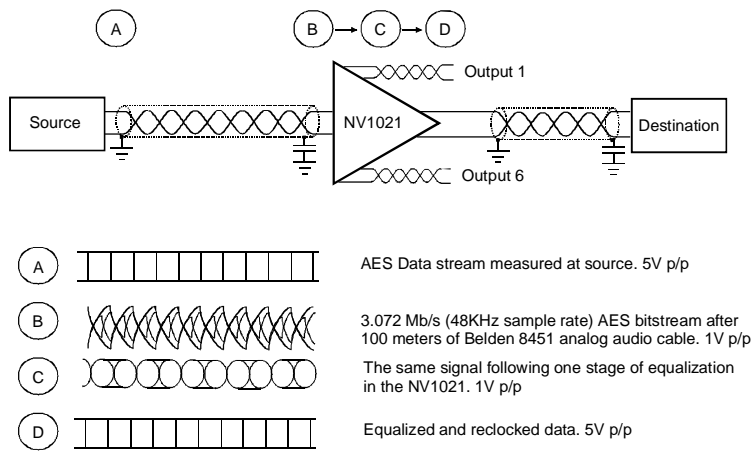 A
B
C
D
Output 1
Source
NV1021
Destination
Output 6
A
AES Data stream measured at source. 5V p/p
B
3.072 Mb/s (48KHz sample rate) AES bitstream after
100 meters of Belden 8451 analog audio cable. 1V p/p
C
The same signal following one stage of equalization
in the NV1021. 1V p/p
D
Equalized and reclocked data. 5V p/p